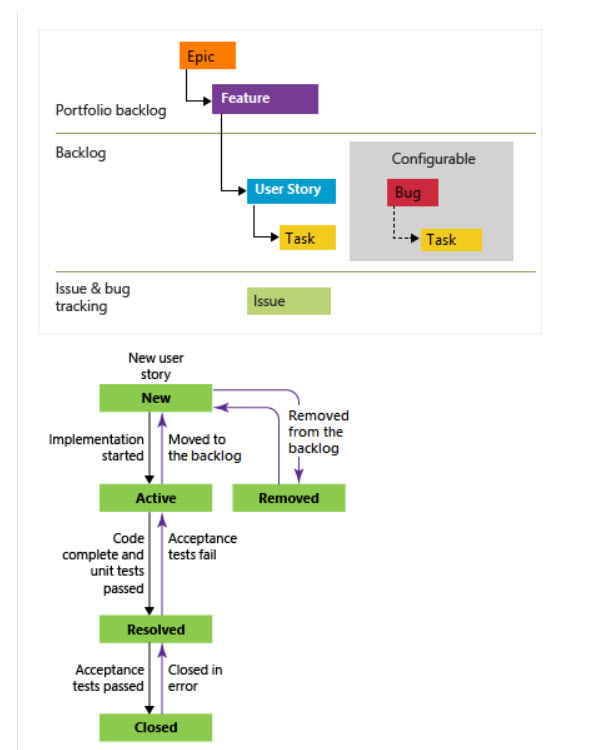 Epic
Feature
Portfolio backlog
Backlog
Configurable
User Story
Bug
Task
Task
Issue & bug
tracking
Issue
New user
story
New
Removed
from the
backlog
Implementation
started
Moved to
the backlog
Active
Removed
Code
complete and
unit tests
passed
Acceptance
tests fail
Resolved
Acceptance
tests passed
Closed in
error
Closed